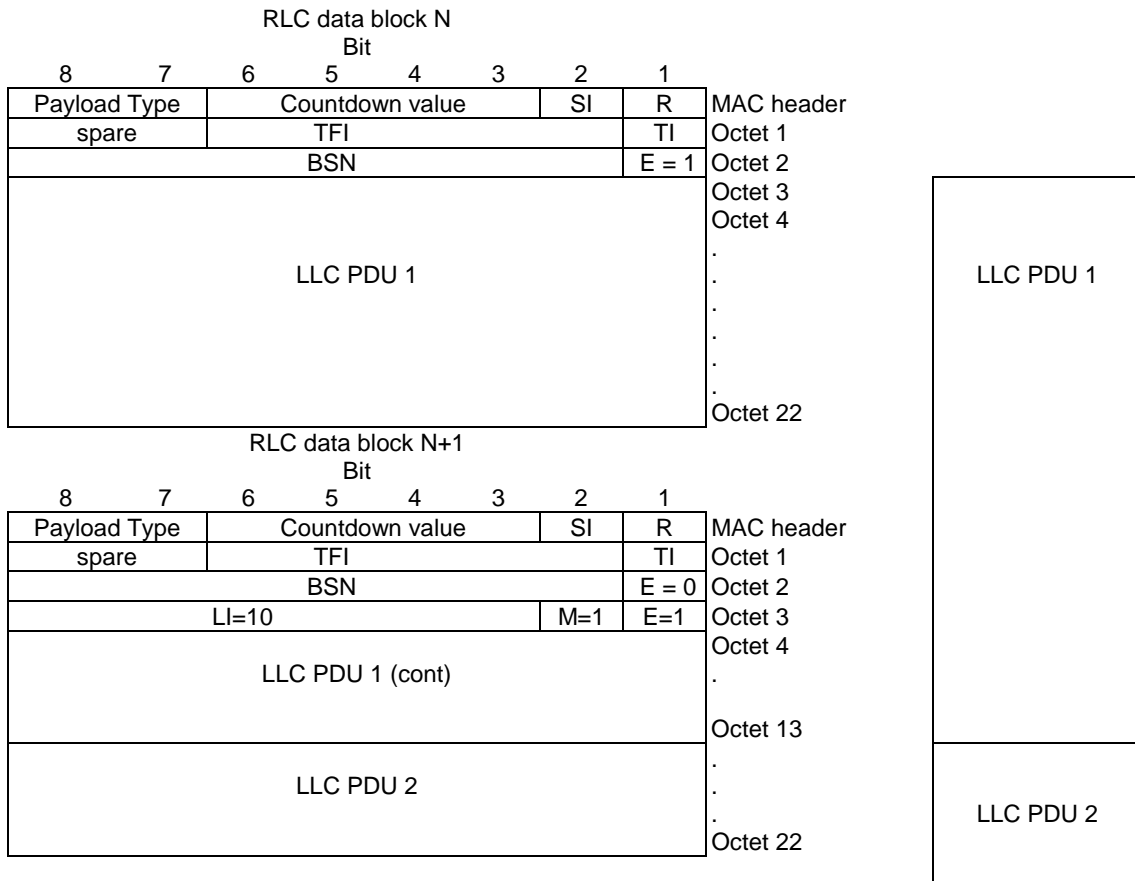 RLC data block N
Bit
8 7 6 5 4 3 2 1
Payload Type Countdown value SI R MAC header
spare TFI TI Octet 1
BSN E = 1 Octet 2
Octet 3
Octet 4
.
LLC PDU 1 . LLC PDU 1
.
.
.
.
Octet 22
RLC data block N+1
Bit
8 7 6 5 4 3 2 1
Payload Type Countdown value SI R MAC header
spare TFI TI Octet 1
BSN E = 0 Octet 2
LI=10 M=1 E=1 Octet 3
Octet 4
LLC PDU 1 (cont) .
Octet 13
.
LLC PDU 2 .
. LLC PDU 2
Octet 22